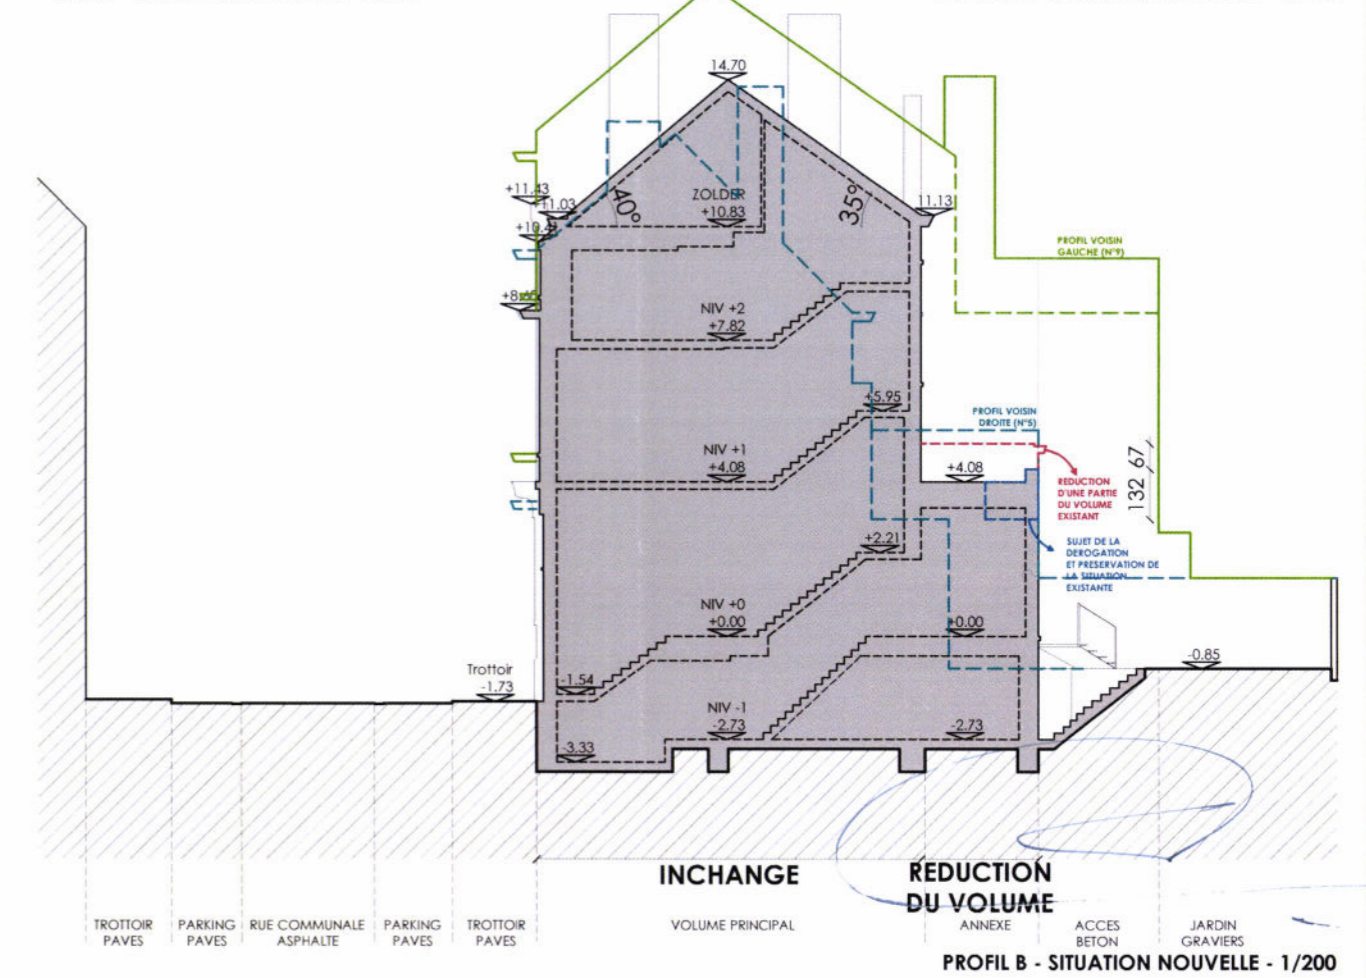 14.70
+11.43
+11.03
40°
ZOLDER
+10.83
35°
11.13
PROFIL VOISIN
GAUCHE (N°9)
NIV +2
+7.82
+5.95
PROFIL VOISIN
DROITE (N°5)
NIV +1
+4.08
+4.08
132 67
REDUCTION
D'UNE PARTIE
DU VOLUME
EXISTANT
+2.21
SUJET DE LA
DEROGATION
ET PRESERVATION DE
LA SITUATION
EXISTANTE
NIV +0
+0.00
+0.00
Trottoir
-1.73
-1.54
-0.85
NIV -1
-2.73
-2.73
-3.33
INCHANGE
REDUCTION
DU VOLUME
TROTTOIR
PAVES
PARKING
PAVES
RUE COMMUNALE
ASPHALTE
PARKING
PAVES
TROTTOIR
PAVES
VOLUME PRINCIPAL
ANNEXE
ACCES
BETON
JARDIN
GRAVIERS
PROFIL B - SITUATION NOUVELLE - 1/200